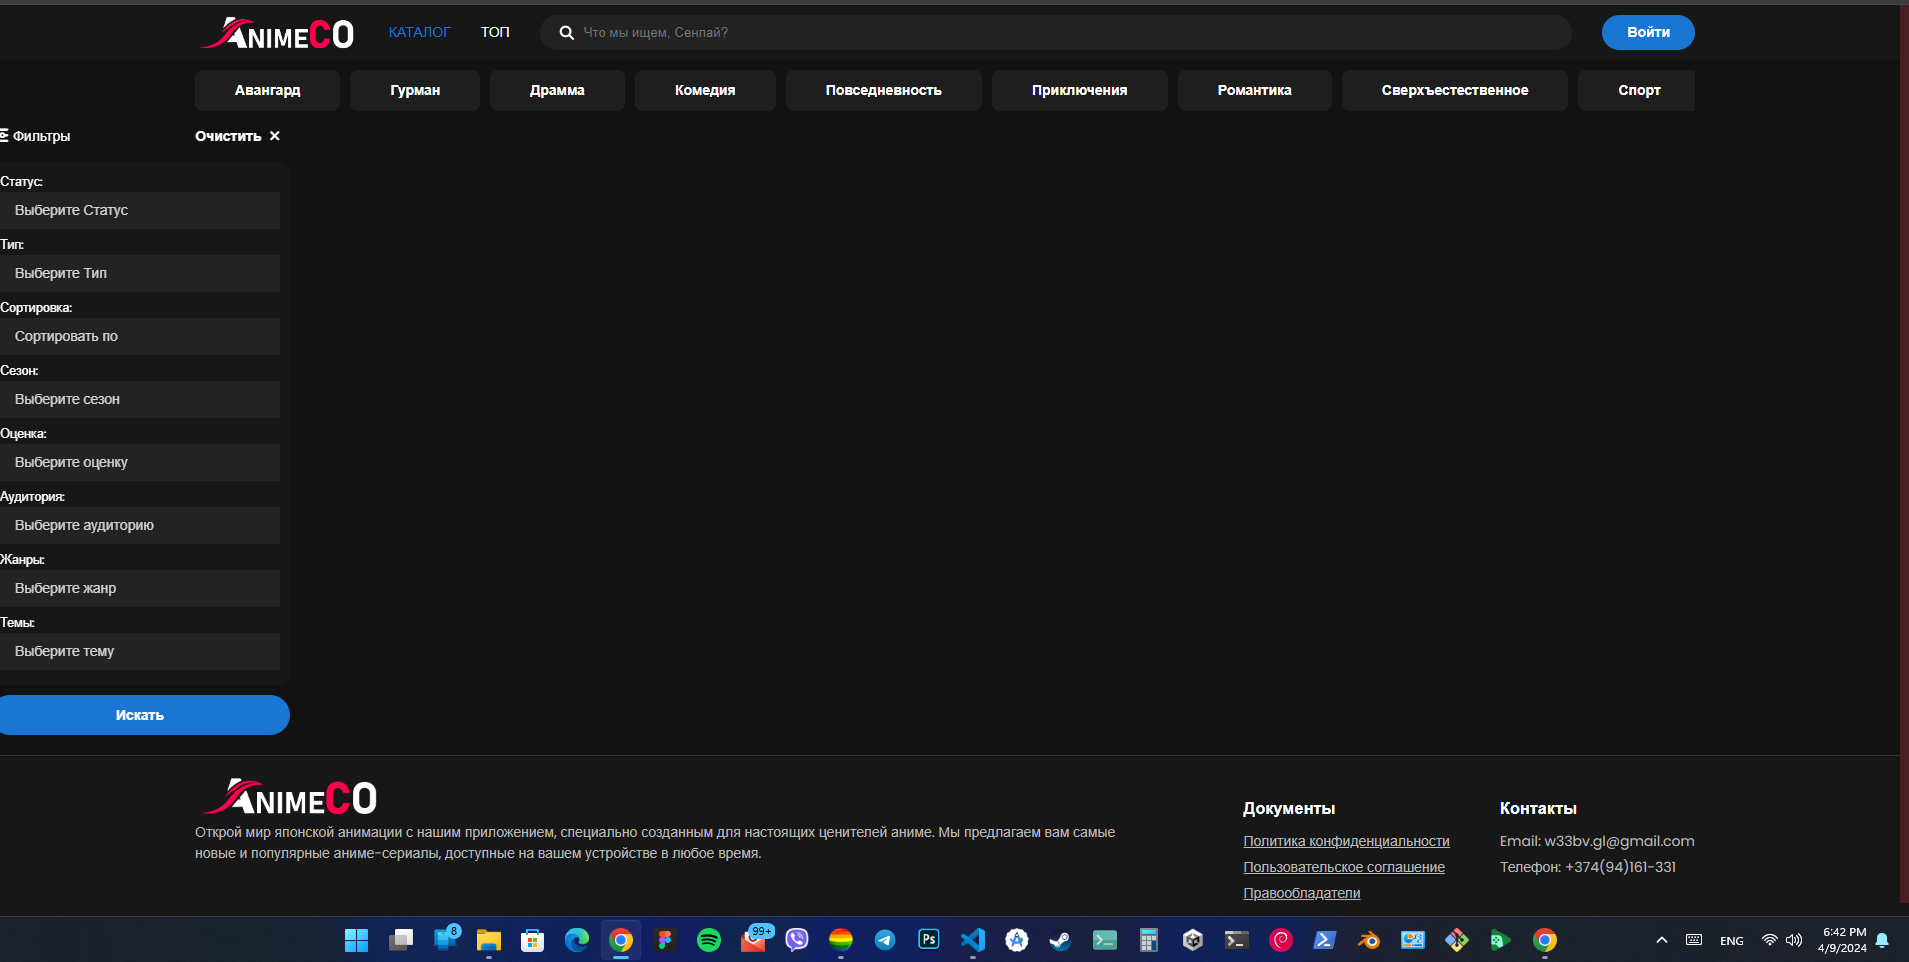 ANIMECO
КАТАЛОГ
ТОП
Что мы ищем, Сенпай?
Войти
Авангард
Гурман
Драмма
Комедия
Повседневность
Приключения
Романтика
Сверхъестественное
Спорт
Фильтры
Очистить ✕
Статус:
Выберите Статус
Тип:
Выберите Тип
Сортировка:
Сортировать по
Сезон:
Выберите сезон
Оценка:
Выберите оценку
Аудитория:
Выберите аудиторию
Жанры:
Выберите жанр
Темы:
Выберите тему
Искать
ANIMECO
Открой мир японской анимации с нашим приложением, специально созданным для настоящих ценителей аниме. Мы предлагаем вам самые
новые и популярные аниме-сериалы, доступные на вашем устройстве в любое время.
Документы
Политика конфиденциальности
Пользовательское соглашение
Правообладатели
Контакты
Email: w33bv.gl@gmail.com
Телефон: +374(94)161-331
8
99+
Ps
ENG
6:42 PM
4/9/2024